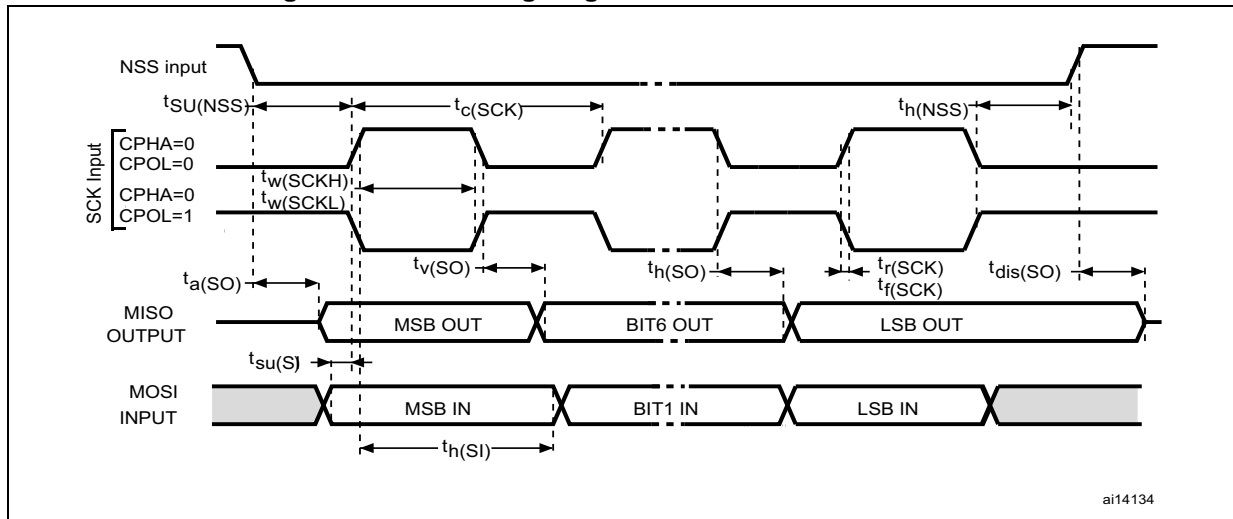 NSS input
tSU(NSS)
tc(SCK)
th(NSS)
SCK Input
CPHA=0
CPOL=0
tw(SCKH)
tw(SCKL)
CPHA=0
CPOL=1
ta(SO)
tv(SO)
th(SO)
tr(SCK)
tf(SCK)
tdis(SO)
MISO
OUTPUT
MSB OUT
BIT6 OUT
LSB OUT
tsu(SI)
MOSI
INPUT
MSB IN
BIT1 IN
LSB IN
th(SI)
ai14134